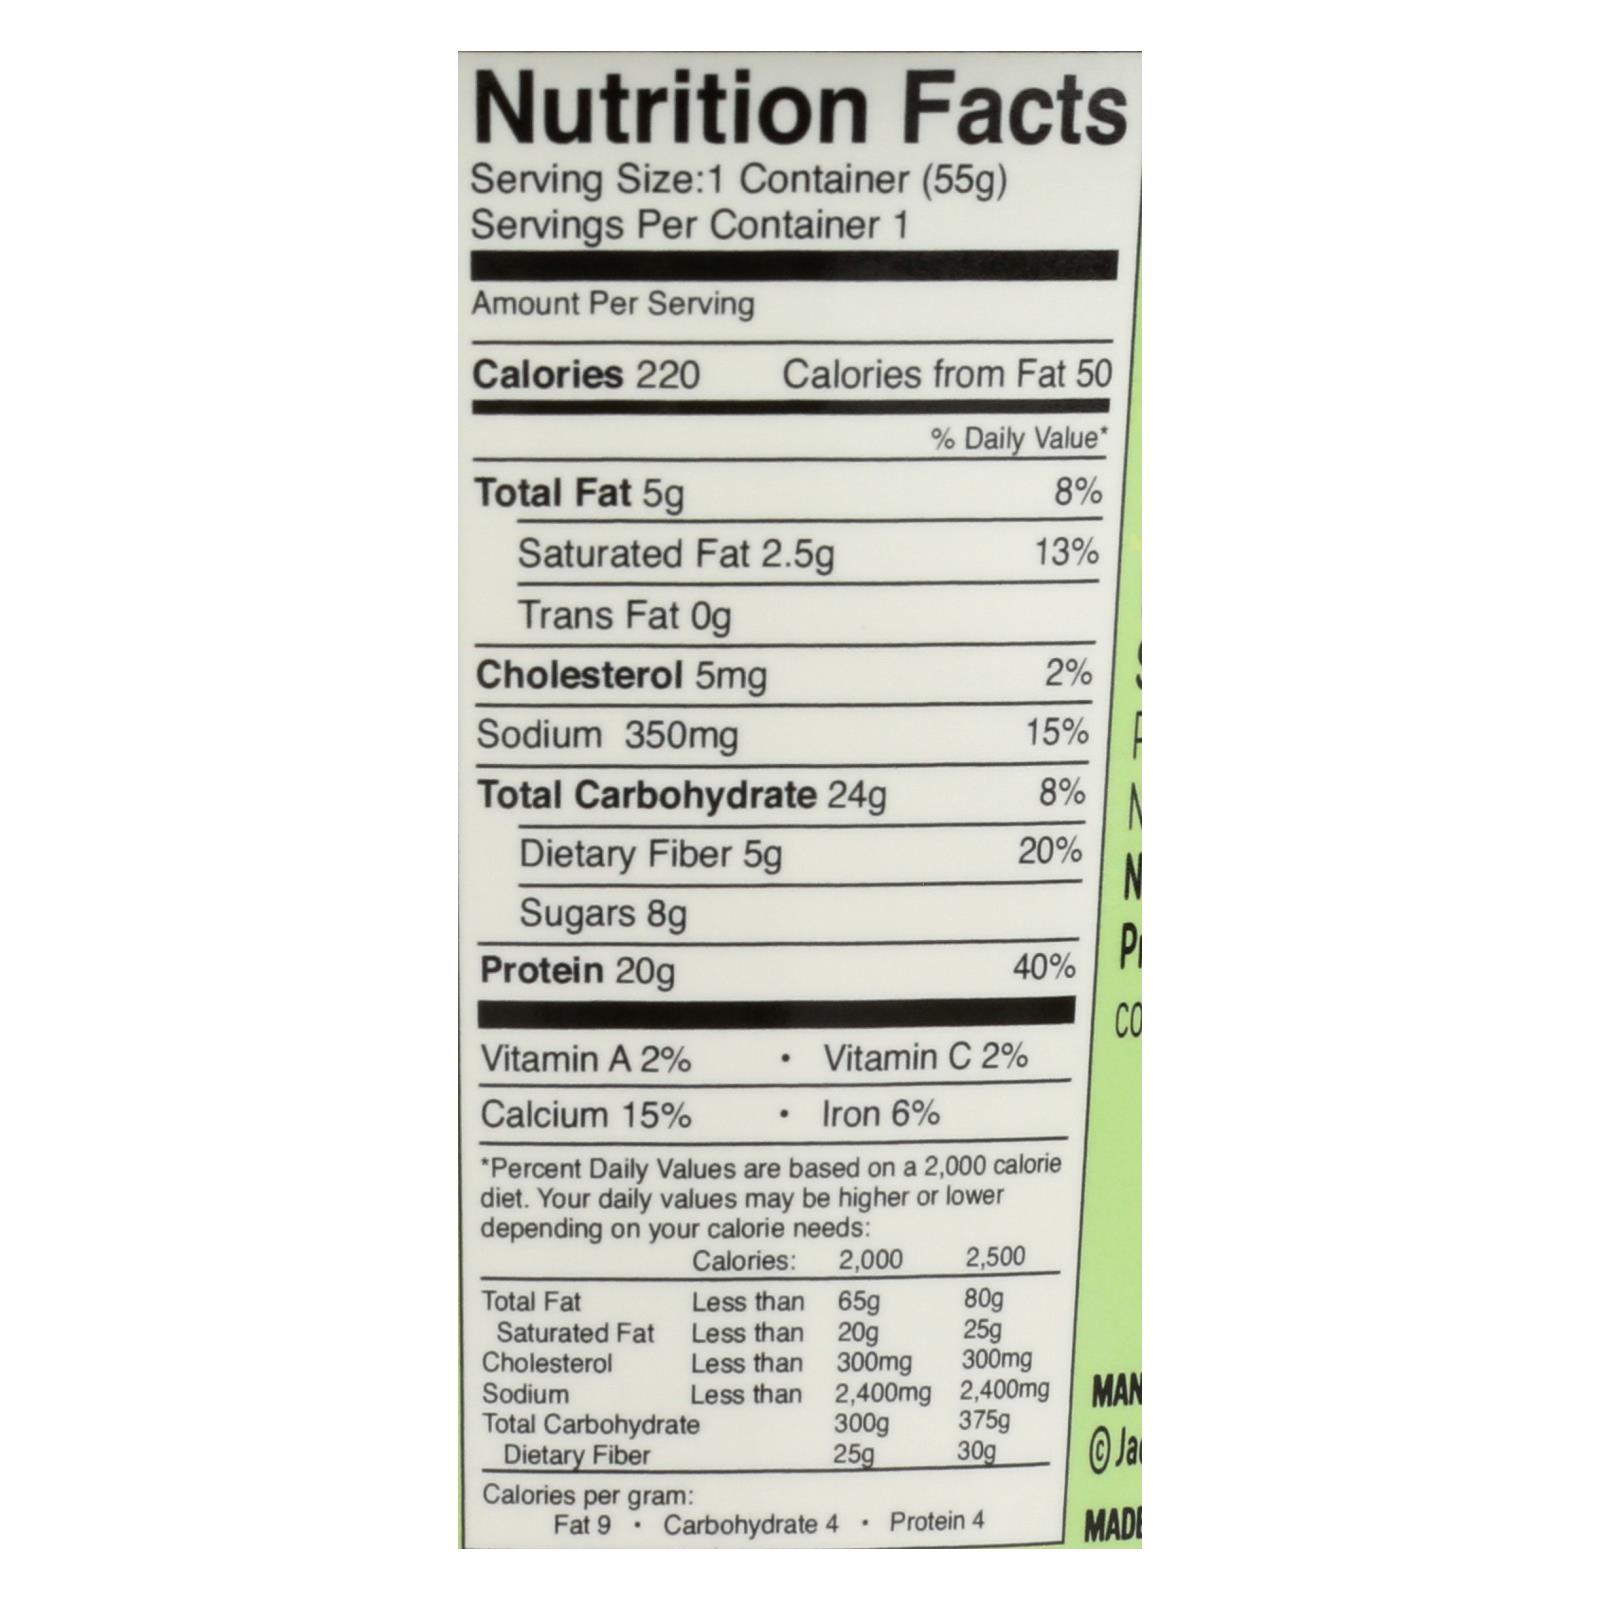 Nutrition Facts
Serving Size:1 Container (55g)
Servings Per Container 1
Amount Per Serving
Calories 220 Calories from Fat 50
% Daily Value*
Total Fat 5g 8%
Saturated Fat 2.5g 13%
Trans Fat 0g
Cholesterol 5mg 2%
Sodium 350mg 15%
Total Carbohydrate 24g 8%
Dietary Fiber 5g 20%
Sugars 8g
Protein 20g 40%
Vitamin A 2% • Vitamin C 2%
Calcium 15% • Iron 6%
*Percent Daily Values are based on a 2,000 calorie
diet. Your daily values may be higher or lower
depending on your calorie needs:
Calories: 2,000 2,500
Total Fat Less than 65g 80g
Saturated Fat Less than 20g 25g
Cholesterol Less than 300mg 300mg
Sodium Less than 2,400mg 2,400mg
Total Carbohydrate 300g 375g
Dietary Fiber 25g 30g
Calories per gram:
Fat 9 • Carbohydrate 4 • Protein 4